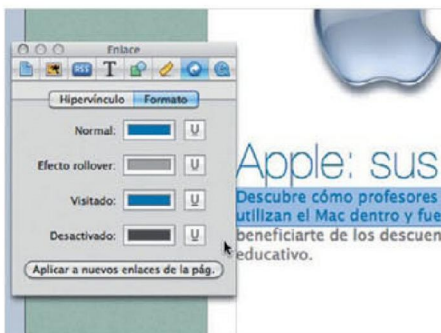 Enlace
RSS T
Hipervínculo Formato
Normal: U
Efecto rollover: U
Visitado: U
Desactivado: U
Aplicar a nuevos enlaces de la pág.
Apple: sus
Descubre cómo profesores
utilizan el Mac dentro y fue
beneficiarte de los descuen
educativo.